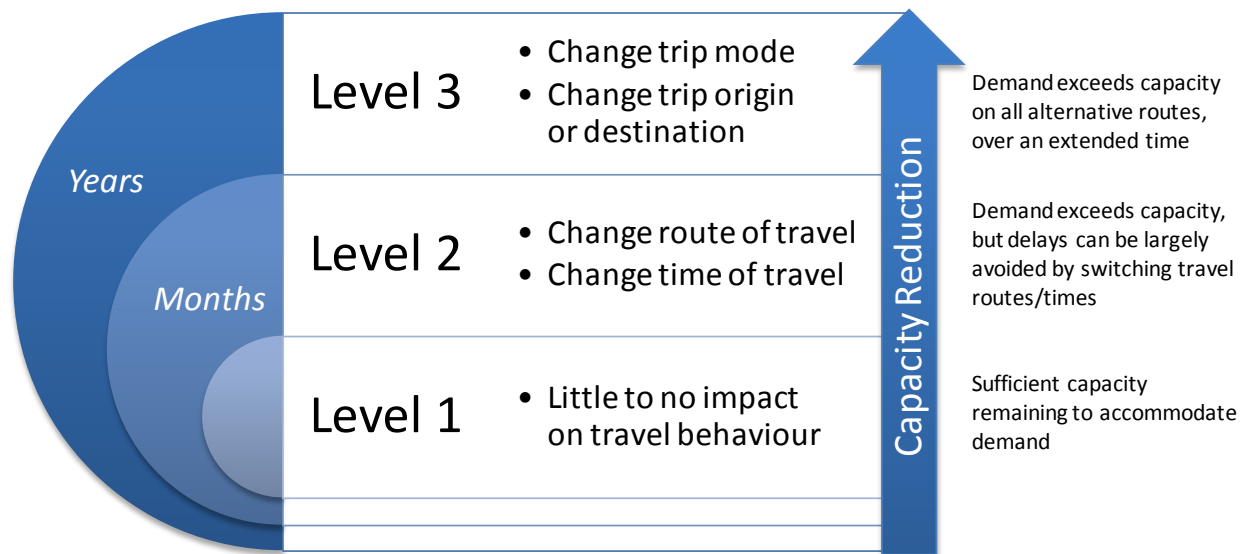 Years
Months
Level 3
• Change trip mode
• Change trip origin
or destination
Level 2
• Change route of travel
• Change time of travel
Level 1
• Little to no impact
on travel behaviour
Capacity Reduction
Demand exceeds capacity
on all alternative routes,
over an extended time
Demand exceeds capacity,
but delays can be largely
avoided by switching travel
routes/times
Sufficient capacity
remaining to accommodate
demand